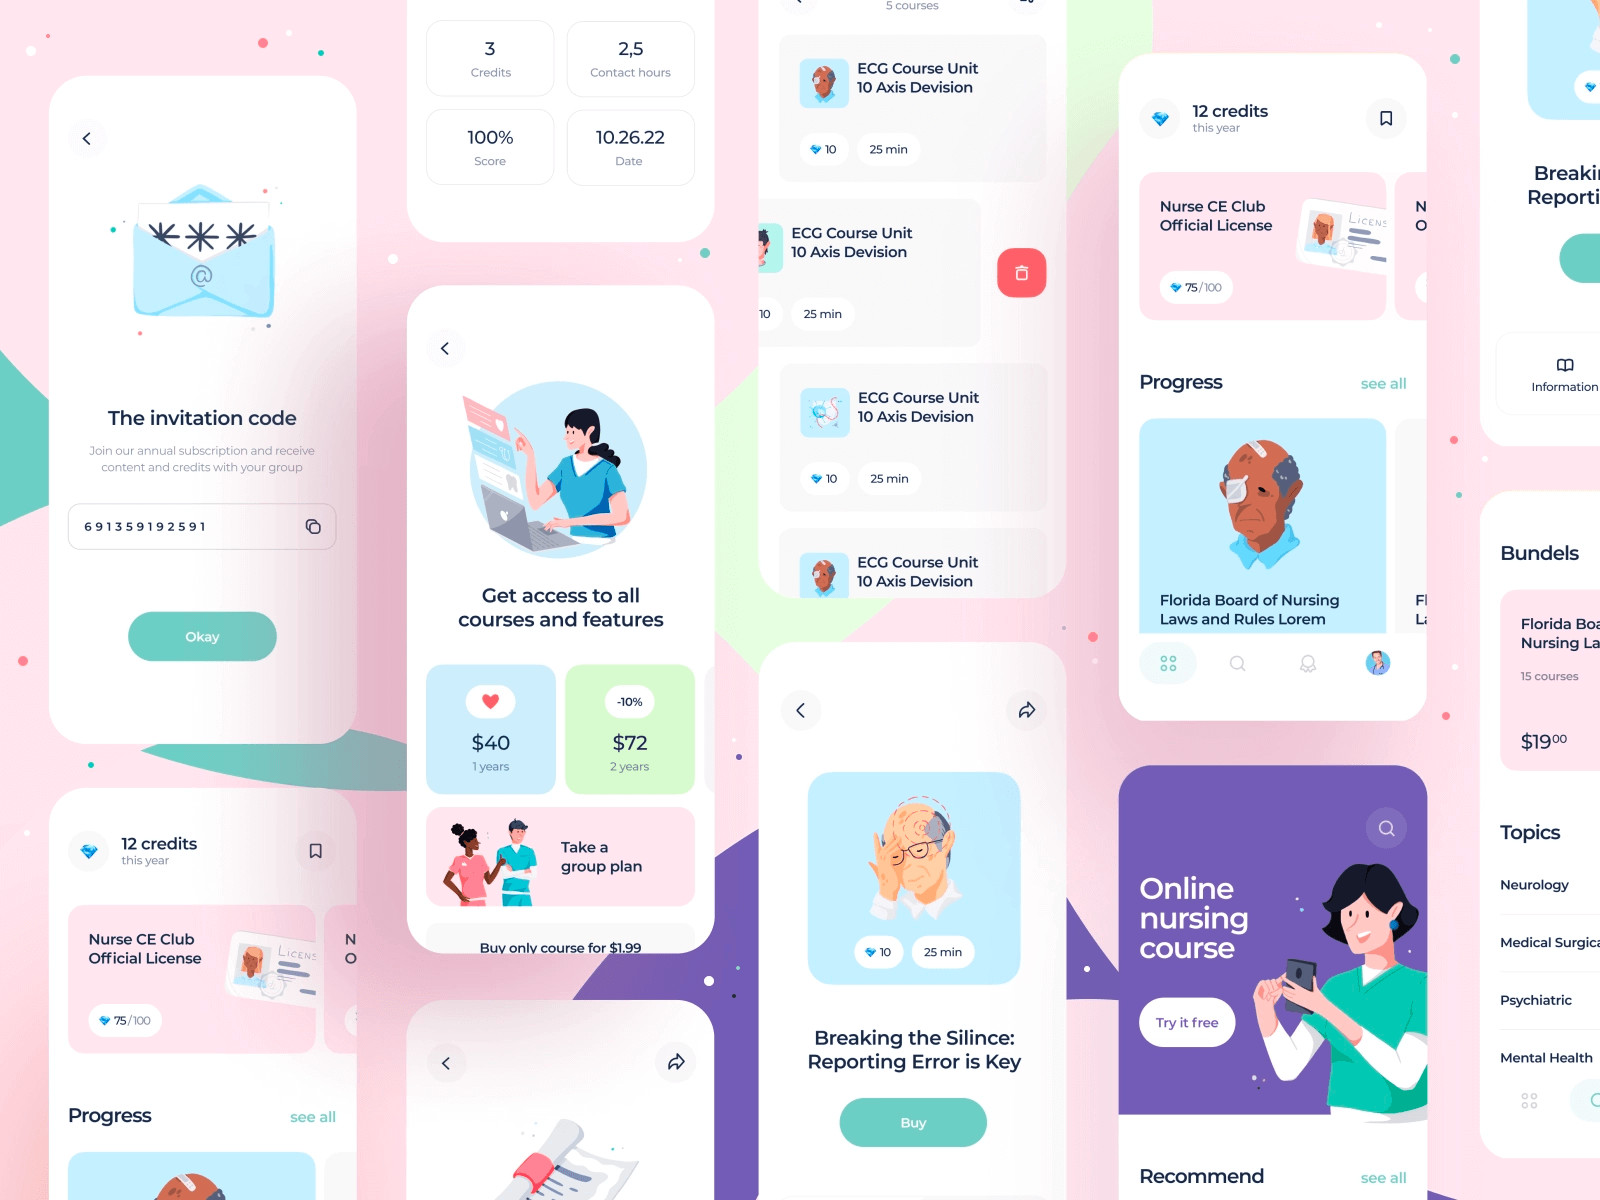 The invitation code
Join our annual subscription and receive
content and credits with your group
691359192591
Okay
@
12 credits
this year
Nurse CE Club
Official License
LICENS
75/100
N
O
Progress
see all
3
Credits
2,5
Contact hours
100%
Score
10.26.22
Date
Get access to all
courses and features
$40
1 years
-10%
$72
2 years
Take a
group plan
Buy only course for $1.99
5 courses
ECG Course Unit
10 Axis Devision
10
25 min
ECG Course Unit
10 Axis Devision
10
25 min
ECG Course Unit
10 Axis Devision
10
25 min
ECG Course Unit
10 Axis Devision
10
25 min
Breaking the Silince:
Reporting Error is Key
Buy
12 credits
this year
Nurse CE Club
Official License
LICENS
75/100
N
O
Progress
see all
Florida Board of Nursing
Laws and Rules Lorem
Fl
La
Online
nursing
course
Try it free
Recommend
see all
Breakin
Reporti
Information
Bundels
Florida Boa
Nursing La
15 courses
$19⁰⁰
Topics
Neurology
Medical Surgica
Psychiatric
Mental Health